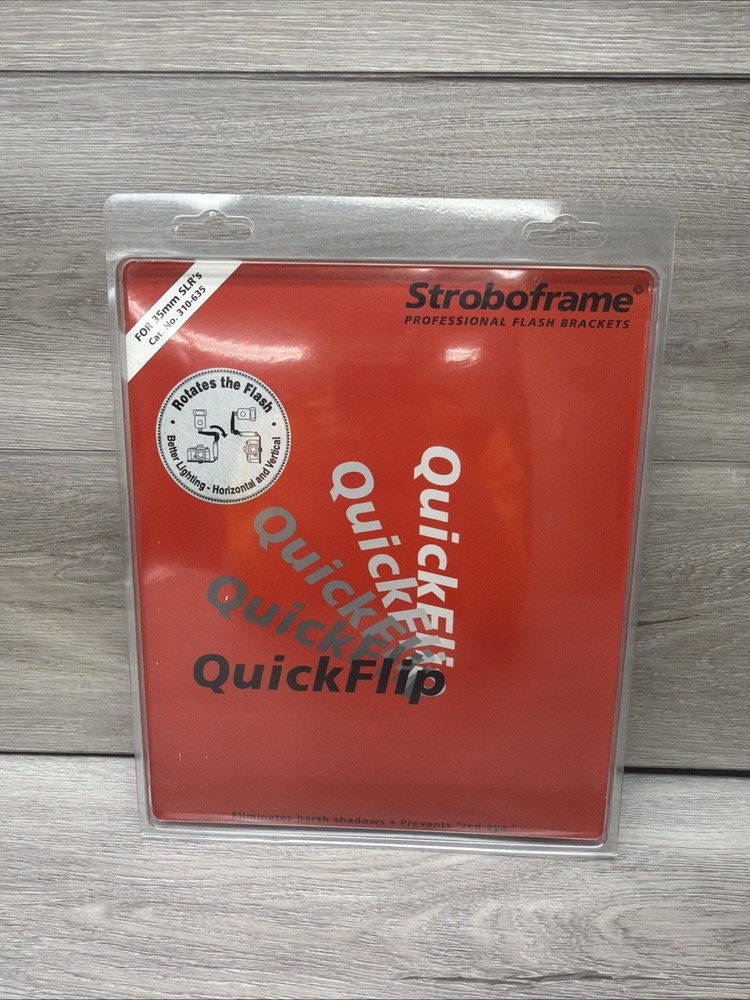 FOR 35mm SLR's
Cat. No. 310-635
Stroboframe©
PROFESSIONAL FLASH BRACKETS
• Rotates the Flash •
Better Lighting - Horizontal and Vertical
QuickFlip
QuickFlip
QuickFlip
QuickFlip
QuickFlip
Eliminates harsh shadows • Prevents "red eye"